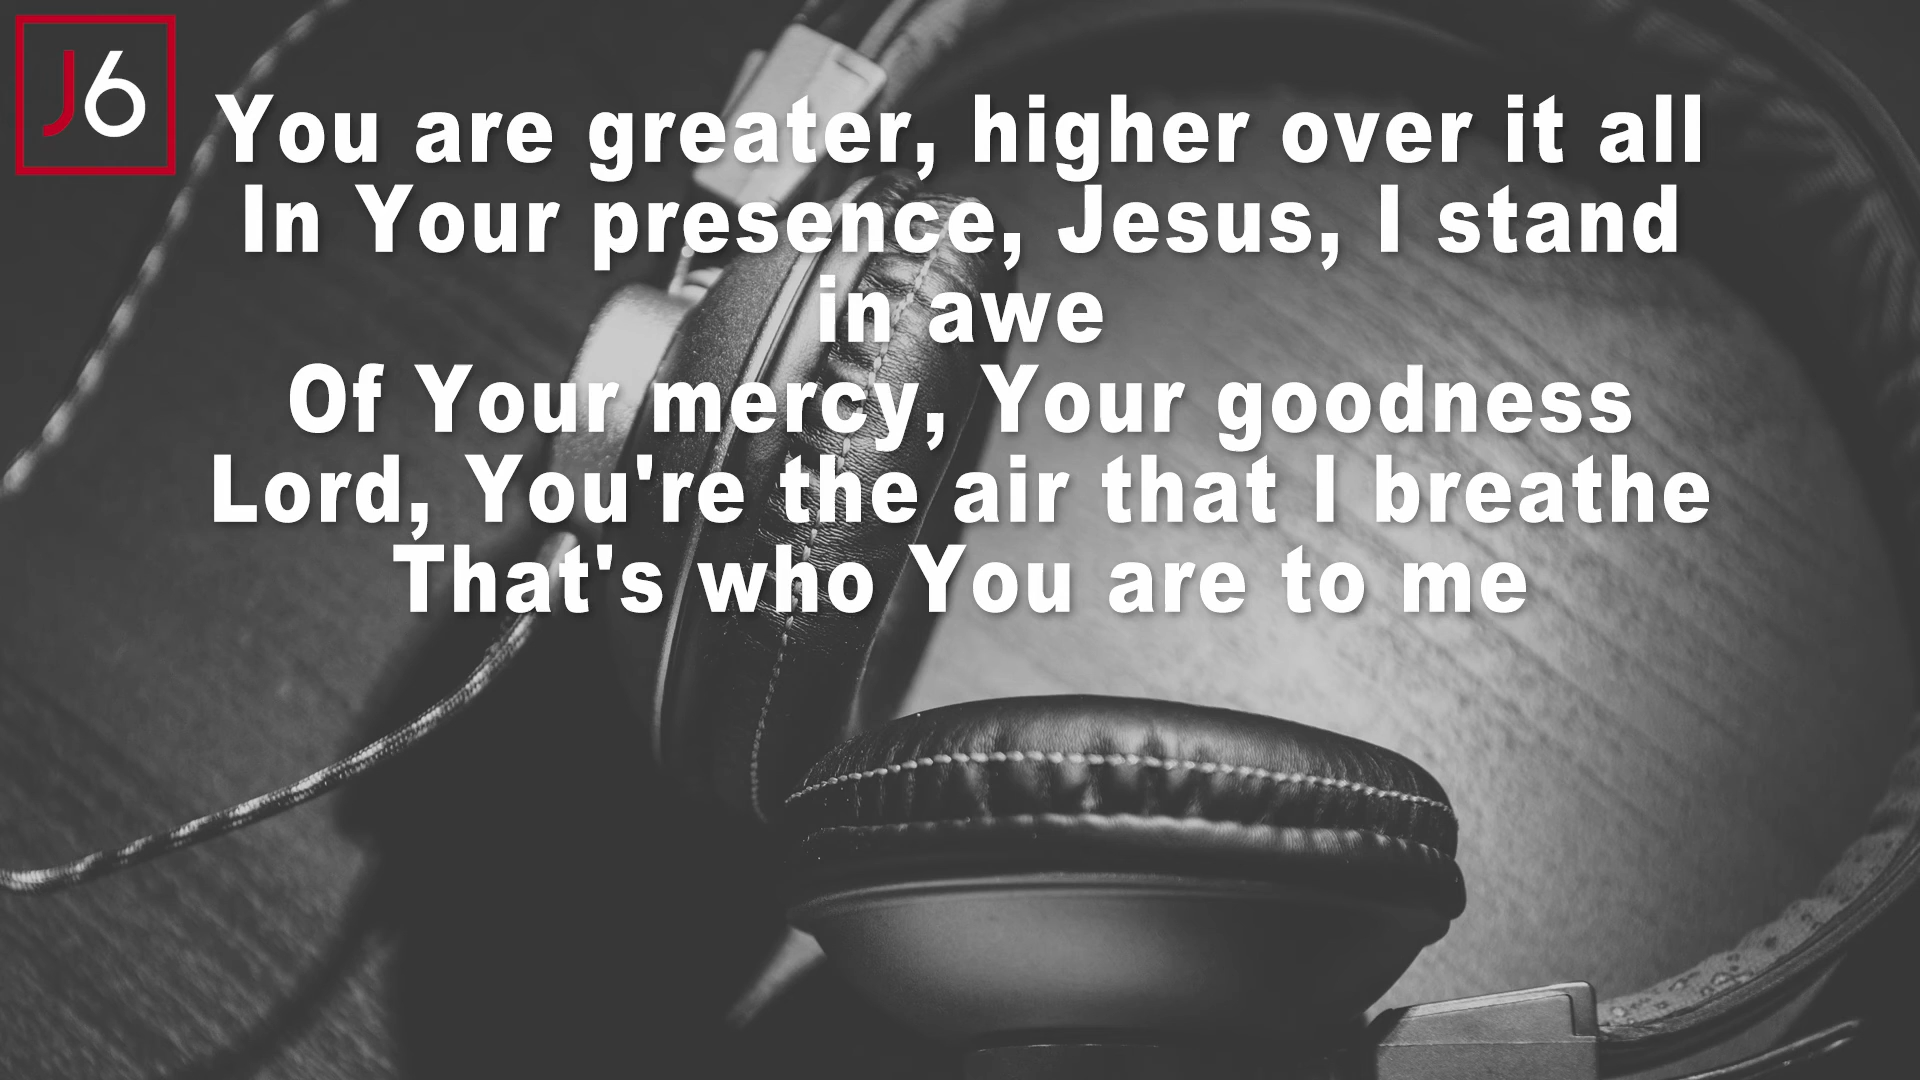 J6
You are greater, higher over it all
In Your presence, Jesus, I stand
in awe
Of Your mercy, Your goodness
Lord, You're the air that I breathe
That's who You are to me